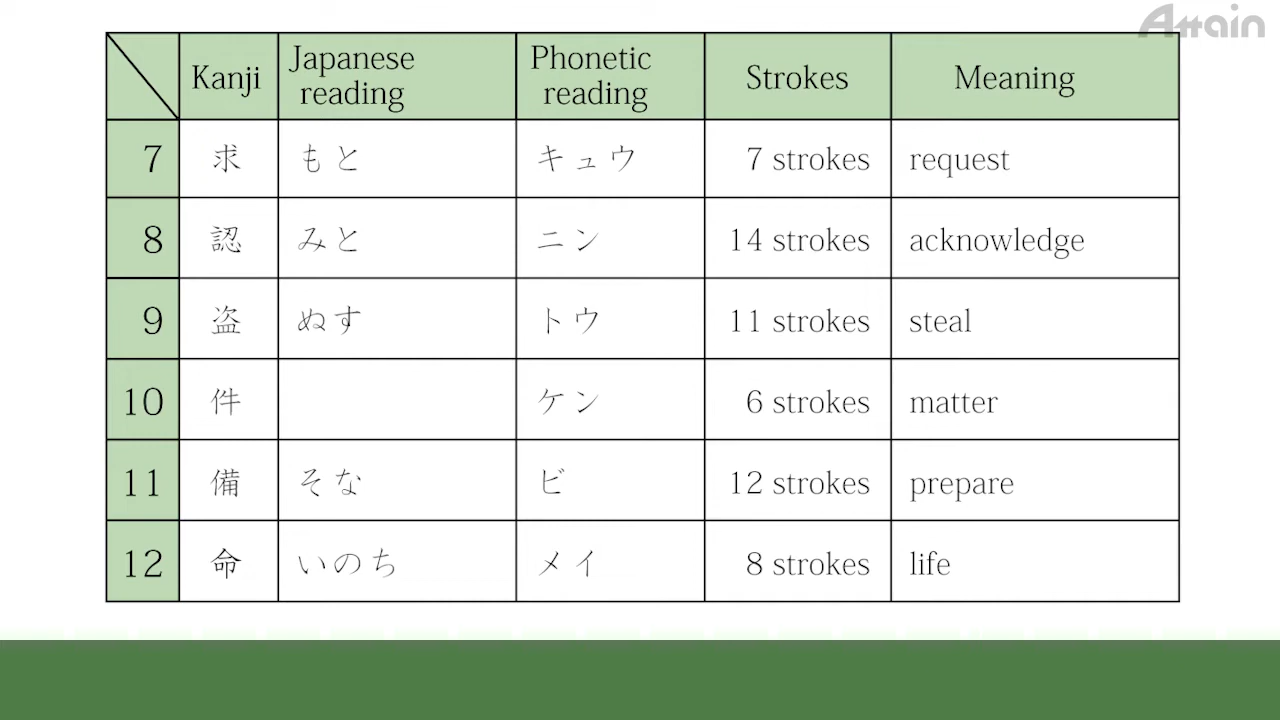 Attain
Kanji Japanese reading Phonetic reading Strokes Meaning
7 求 もと キュウ 7 strokes request
8 認 みと ニン 14 strokes acknowledge
9 盗 ぬす トウ 11 strokes steal
10 件 ケン 6 strokes matter
11 備 そな ビ 12 strokes prepare
12 命 いのち メイ 8 strokes life